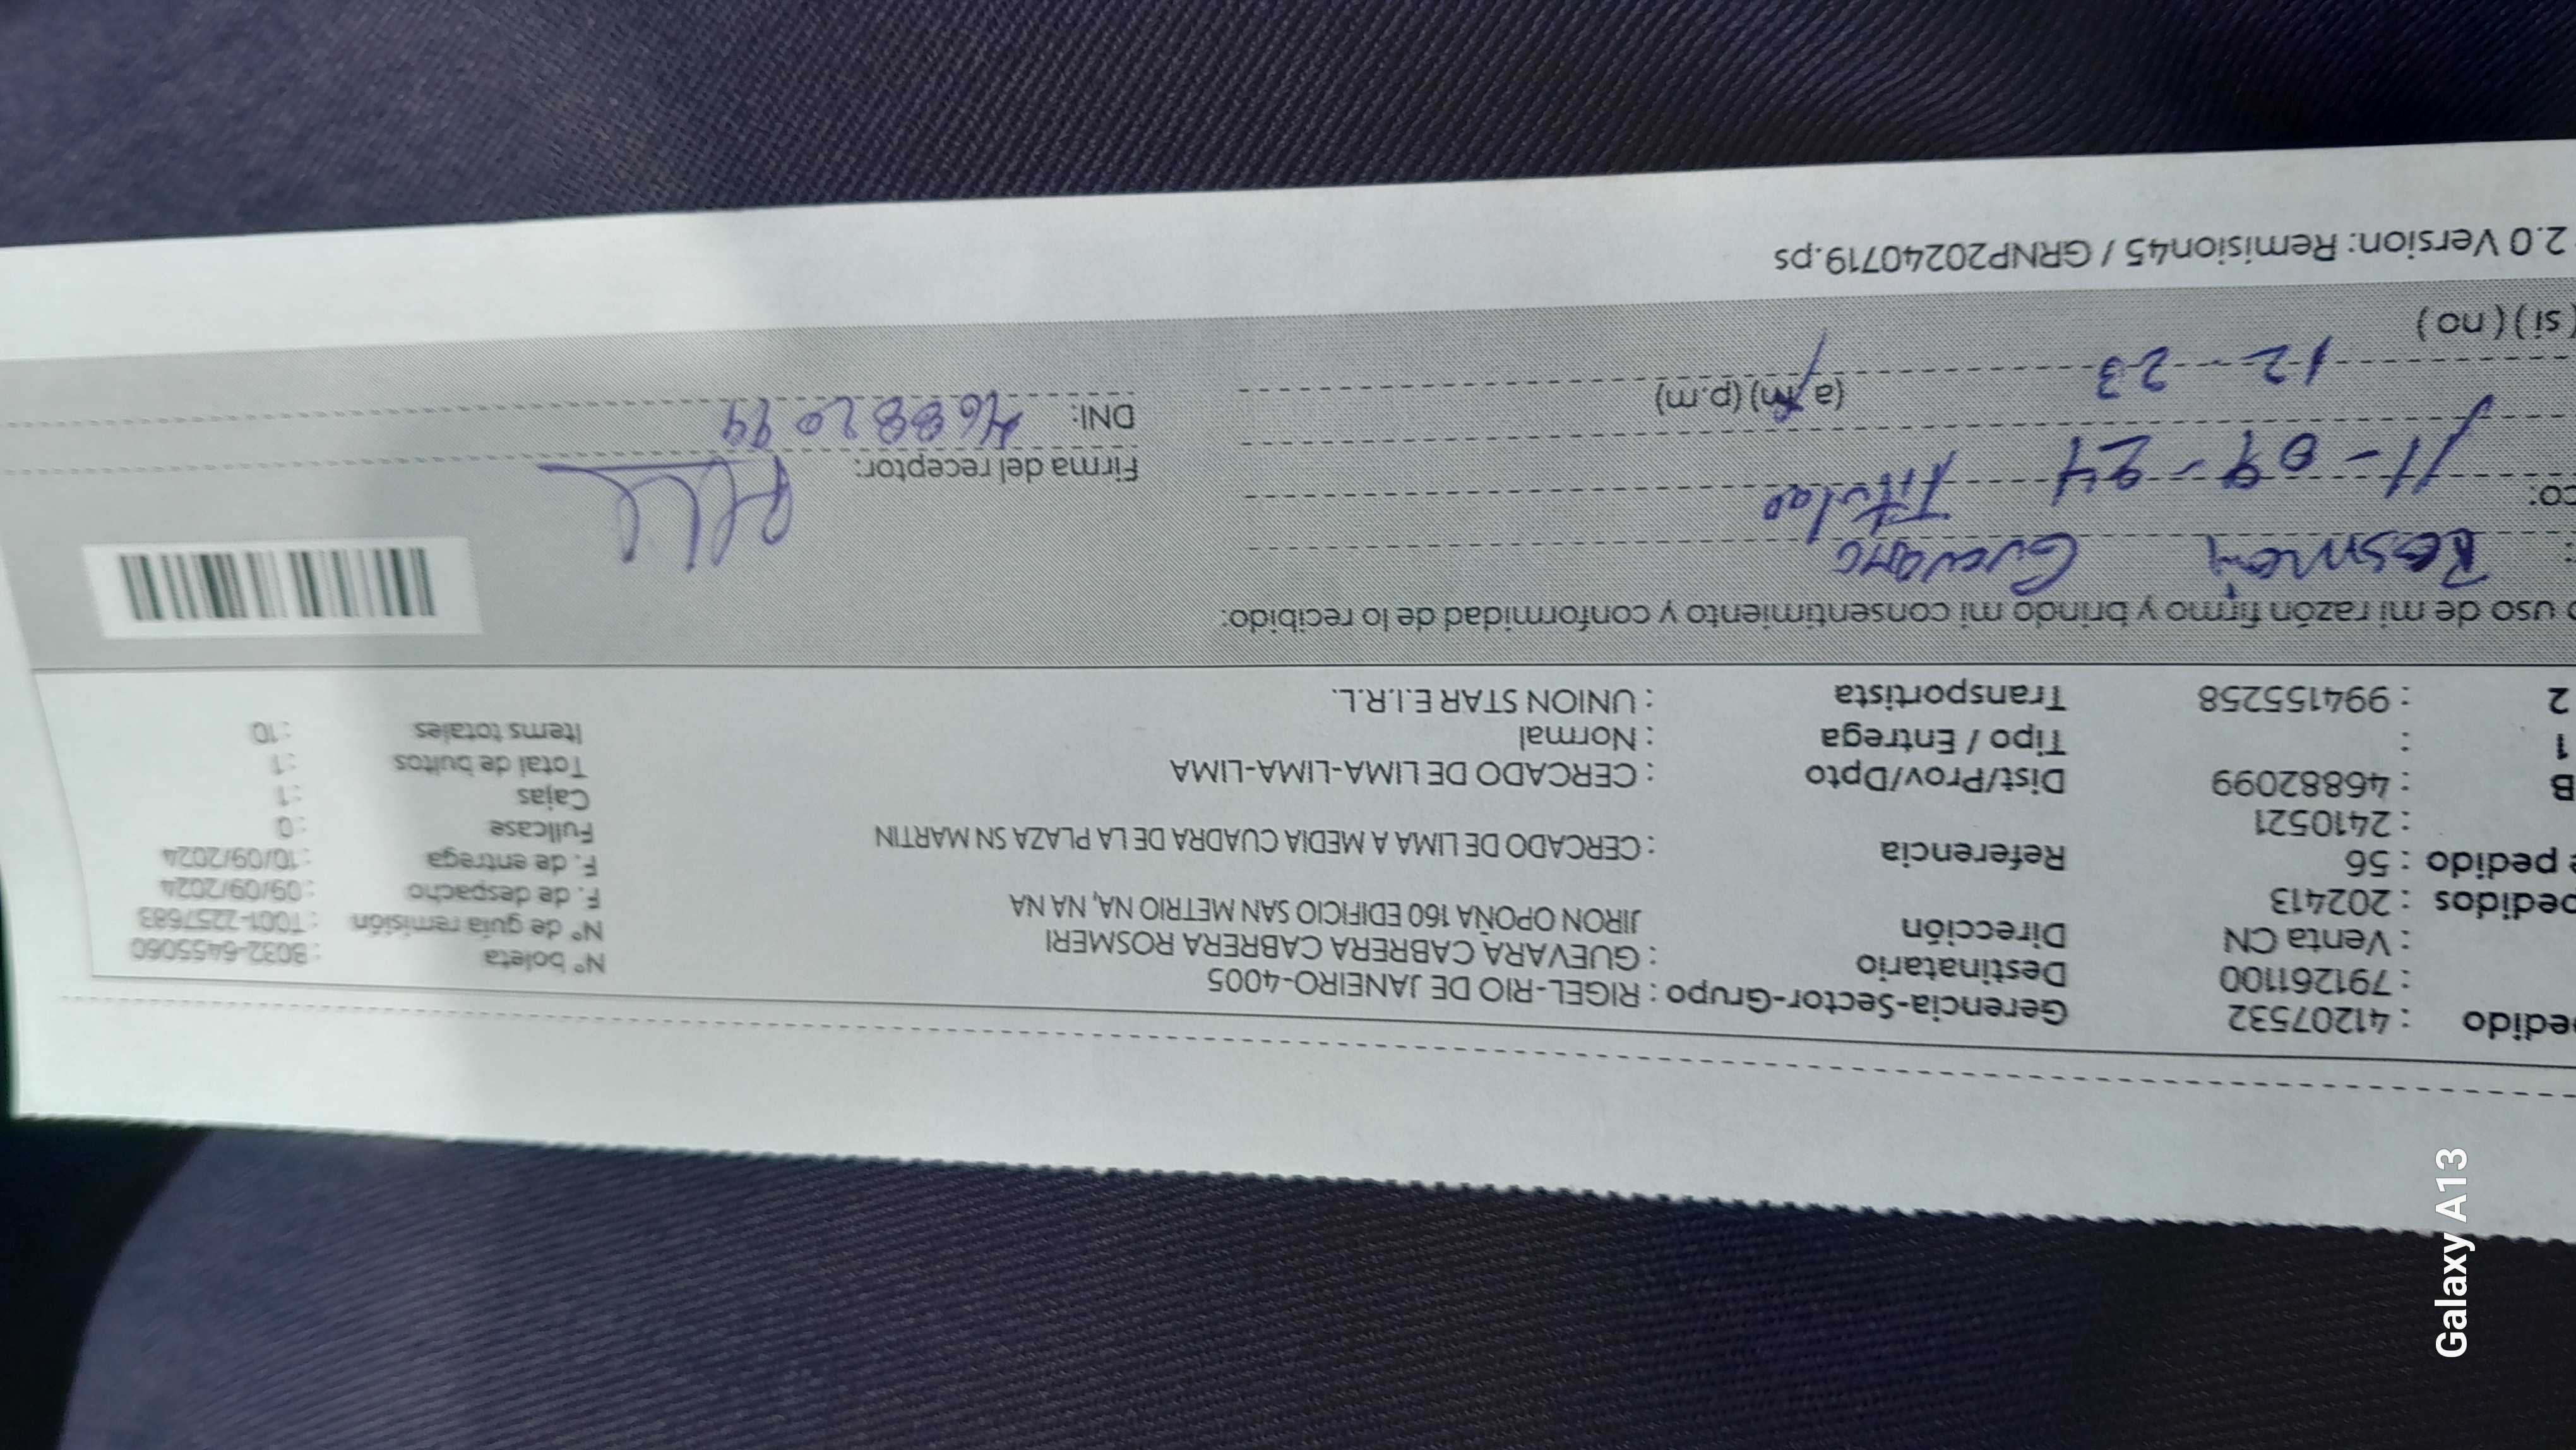 edido : 41207532 Gerencia-Sector-Grupo : RIGEL-RIO DE JANEIRO-4005 N° boleta : B032-6455060
: 791261100 Destinatario : GUEVARA CABRERA CABRERA ROSMERI N° de guía remisión : T001-2257683
: Venta CN Dirección JIRON OPOÑA 160 EDIFICIO SAN METRIO NA, NA NA F. de despacho : 09/09/2024
pedidos : 202413 F. de entrega : 10/09/2024
e pedido : 56 Referencia : CERCADO DE LIMA A MEDIA CUADRA DE LA PLAZA SN MARTIN Fullcase : 0
: 2410521 Cajas : 1
B : 46882099 Dist/Prov/Dpto : CERCADO DE LIMA-LIMA-LIMA Total de bultos : 1
1 : Tipo / Entrega : Normal Items totales : 10
2 : 994155258 Transportista : UNION STAR E.I.R.L.
o uso de mi razón firmo y brindo mi consentimiento y conformidad de lo recibido:
Rosmeri Guevara
co: Titular
11-09-24 Firma del receptor:
12-23 (a.m) (p.m) DNI: 46882099
( si ) ( no )
2.0 Version: Remision45 / GRNP20240719.ps
Galaxy A13